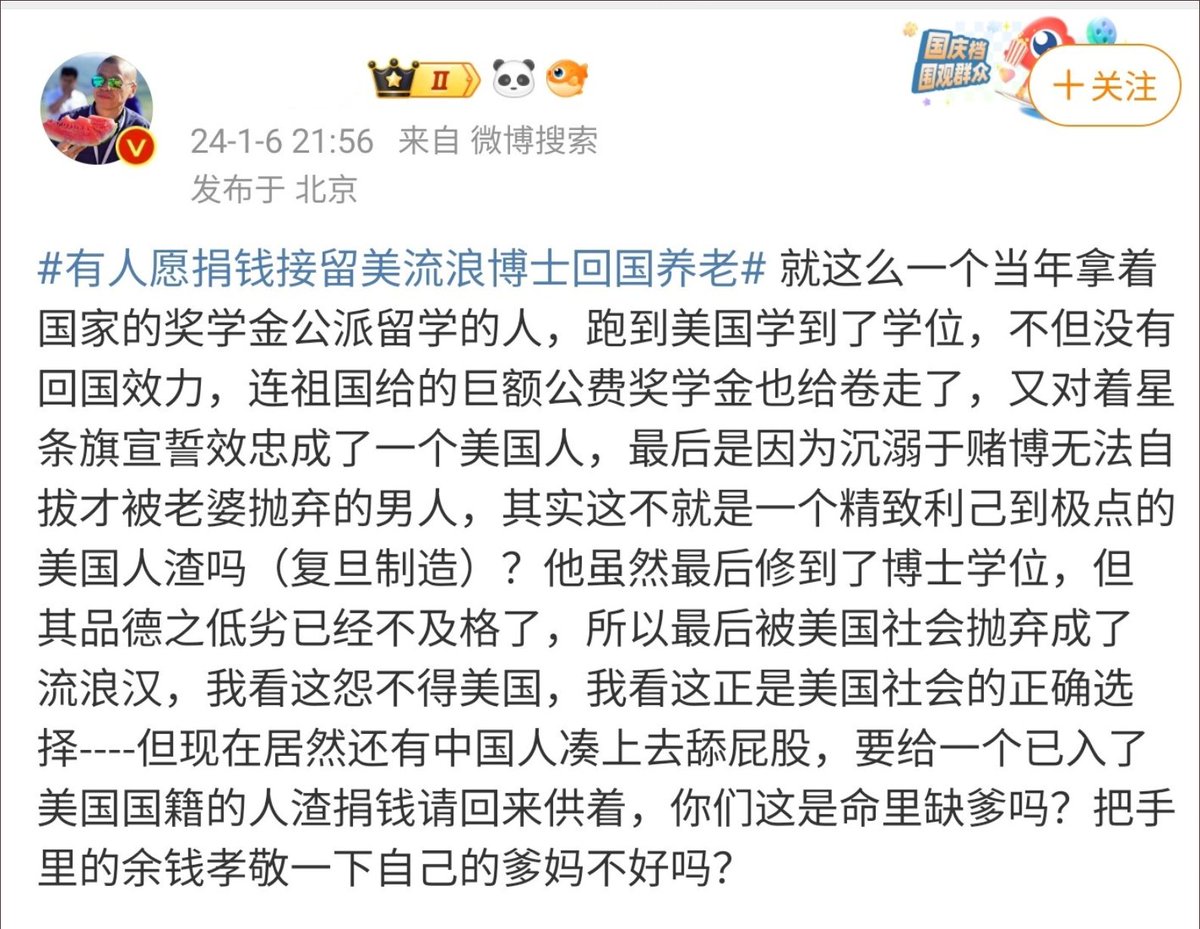 国庆档
国观群众
II
十关注
24-1-6 21:56 来自 微博搜索
发布于 北京
#有人愿捐钱接留美流浪博士回国养老# 就这么一个当年拿着
国家的奖学金公派留学的人，跑到美国学到了学位，不但没有
回国效力，连祖国给的巨额公费奖学金也给卷走了，又对着星
条旗宣誓效忠成了一个美国人，最后是因为沉溺于赌博无法自
拔才被老婆抛弃的男人，其实这不就是一个精致利己到极点的
美国人渣吗（复旦制造）？他虽然最后修到了博士学位，但
其品德之低劣已经不及格了，所以最后被美国社会抛弃成了
流浪汉，我看这怨不得美国，我看这正是美国社会的正确选
择----但现在居然还有中国人凑上去舔屁股，要给一个已入了
美国国籍的人渣捐钱请回来供着，你们这是命里缺爹吗？把手
里的余钱孝敬一下自己的爹妈不好吗？